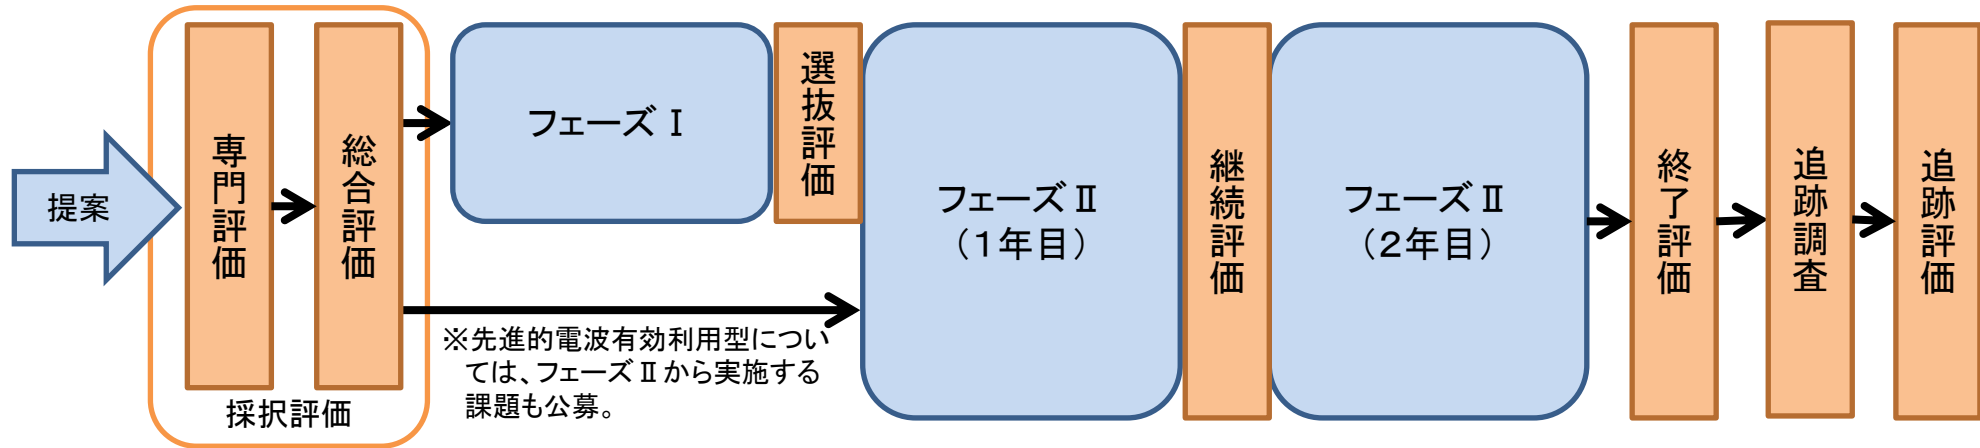 提案
専門評価
総合評価
採択評価
フェーズⅠ
選抜評価
※先進的電波有効利用型につい
ては、フェーズⅡから実施する
課題も公募。
フェーズⅡ
（１年目）
継続評価
フェーズⅡ
（２年目）
終了評価
追跡調査
追跡評価